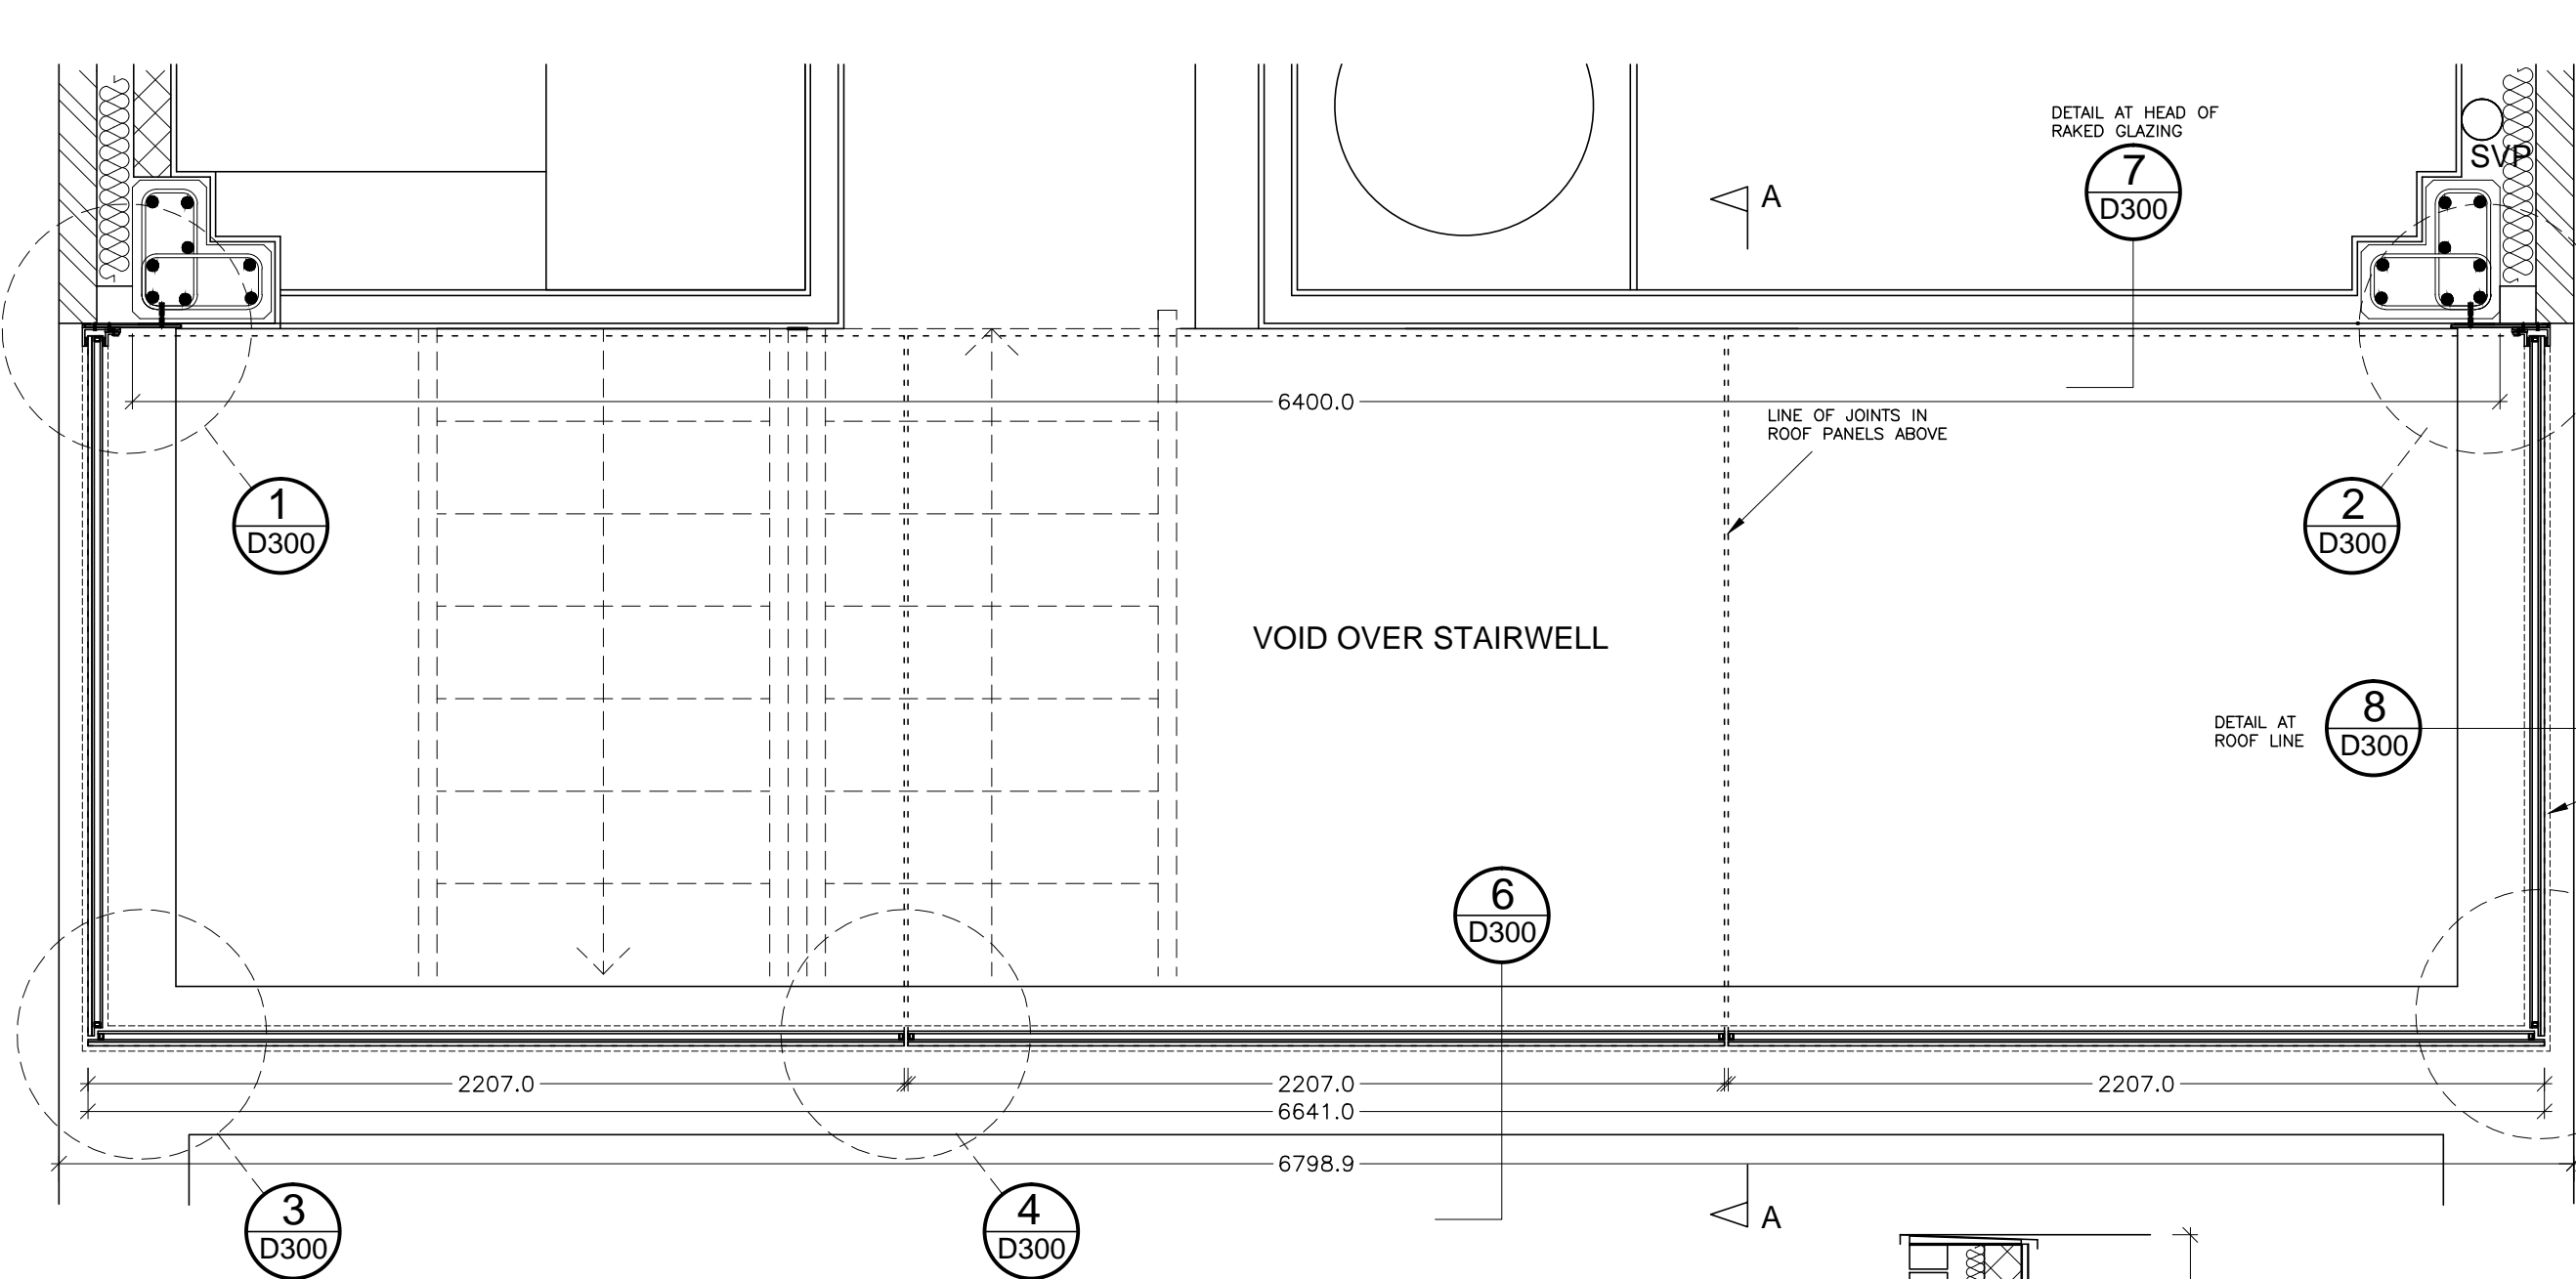 DETAIL AT HEAD OF
RAKED GLAZING
7
D300
SVP
A
6400.0
LINE OF JOINTS IN
ROOF PANELS ABOVE
1
D300
2
D300
VOID OVER STAIRWELL
DETAIL AT
ROOF LINE
8
D300
6
D300
2207.0
2207.0
2207.0
6641.0
6798.9
3
D300
4
D300
A